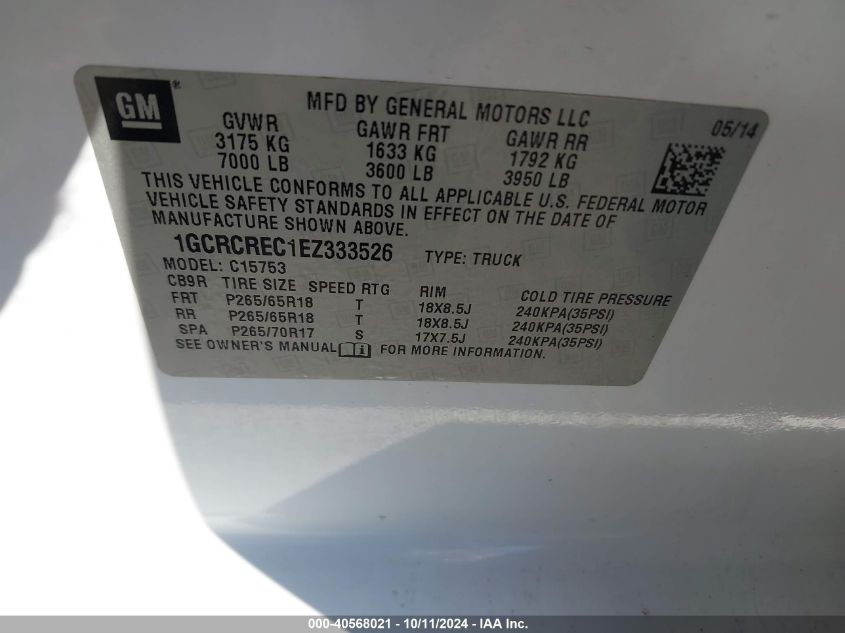 GM ®
MFD BY GENERAL MOTORS LLC
05/14
GVWR GAWR FRT GAWR RR
3175 KG 1633 KG 1792 KG
7000 LB 3600 LB 3950 LB
THIS VEHICLE CONFORMS TO ALL APPLICABLE U.S. FEDERAL MOTOR
VEHICLE SAFETY STANDARDS IN EFFECT ON THE DATE OF
MANUFACTURE SHOWN ABOVE.
1GCRCREC1EZ333526 TYPE: TRUCK
MODEL: C15753
CB9R TIRE SIZE SPEED RTG RIM COLD TIRE PRESSURE
FRT P265/65R18 T 18X8.5J 240KPA(35PSI)
RR P265/65R18 T 18X8.5J 240KPA(35PSI)
SPA P265/70R17 S 17X7.5J 240KPA(35PSI)
SEE OWNER'S MANUAL i FOR MORE INFORMATION.
000-40568021 - 10/11/2024 - IAA Inc.